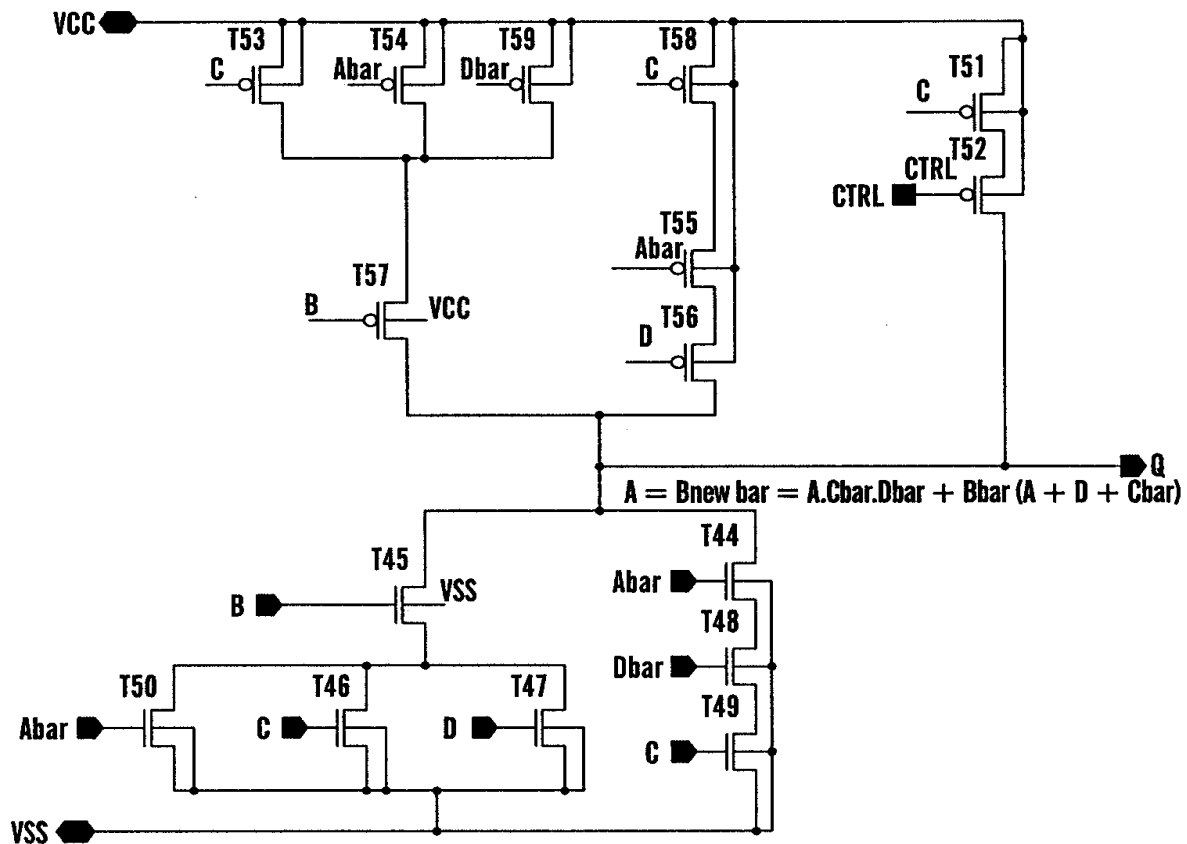 VCC
T53
T54
T59
T58
C
Abar
Dbar
C
T51
C
T52
CTRL
CTRL
T55
Abar
T57
B
VCC
T56
D
Q
A = Bnew bar = A.Cbar.Dbar + Bbar (A + D + Cbar)
T44
T45
Abar
B
VSS
T48
Dbar
T50
T46
T47
T49
Abar
C
D
C
VSS